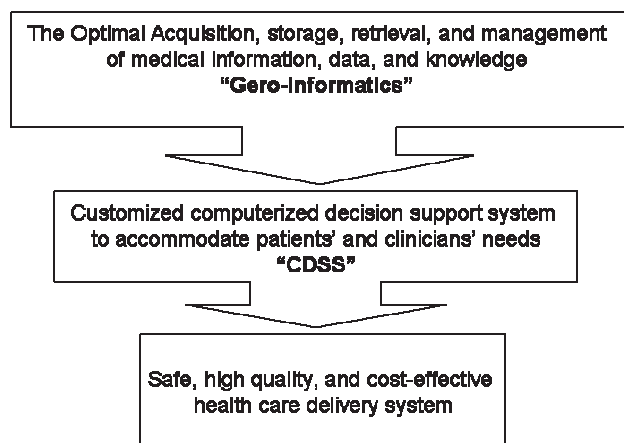 The Optimal Acquisition, storage, retrieval, and management
of medical information, data, and knowledge
“Gero-Informatics”
Customized computerized decision support system
to accommodate patients’ and clinicians’ needs
“CDSS”
Safe, high quality, and cost-effective
health care delivery system